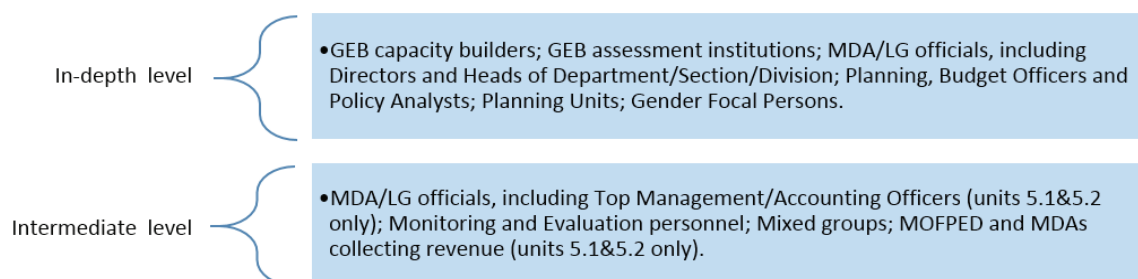 In-depth level
•GEB capacity builders; GEB assessment institutions; MDA/LG officials, including
Directors and Heads of Department/Section/Division; Planning, Budget Officers and
Policy Analysts; Planning Units; Gender Focal Persons.
Intermediate level
•MDA/LG officials, including Top Management/Accounting Officers (units 5.1&5.2
only); Monitoring and Evaluation personnel; Mixed groups; MOFPED and MDAs
collecting revenue (units 5.1&5.2 only).